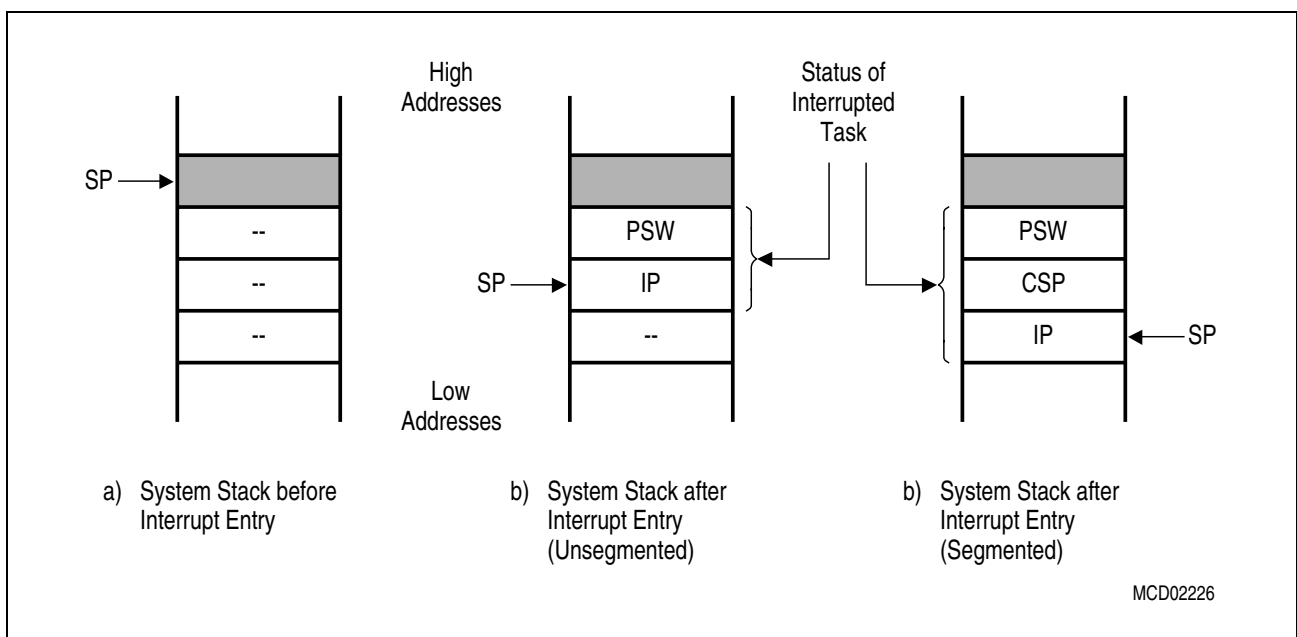 High
Addresses
Status of
Interrupted
Task
SP
--
--
--
PSW
SP
IP
--
PSW
CSP
IP
SP
Low
Addresses
a) System Stack before
Interrupt Entry
b) System Stack after
Interrupt Entry
(Unsegmented)
b) System Stack after
Interrupt Entry
(Segmented)
MCD02226